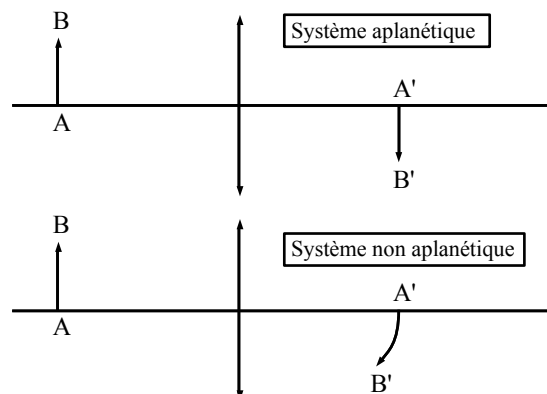 B
Système aplanétique
A'
A
B'
B
Système non aplanétique
A'
A
B'